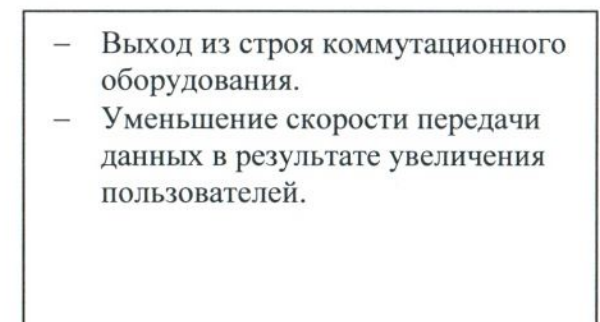 – Выход из строя коммутационного
оборудования.
– Уменьшение скорости передачи
данных в результате увеличения
пользователей.